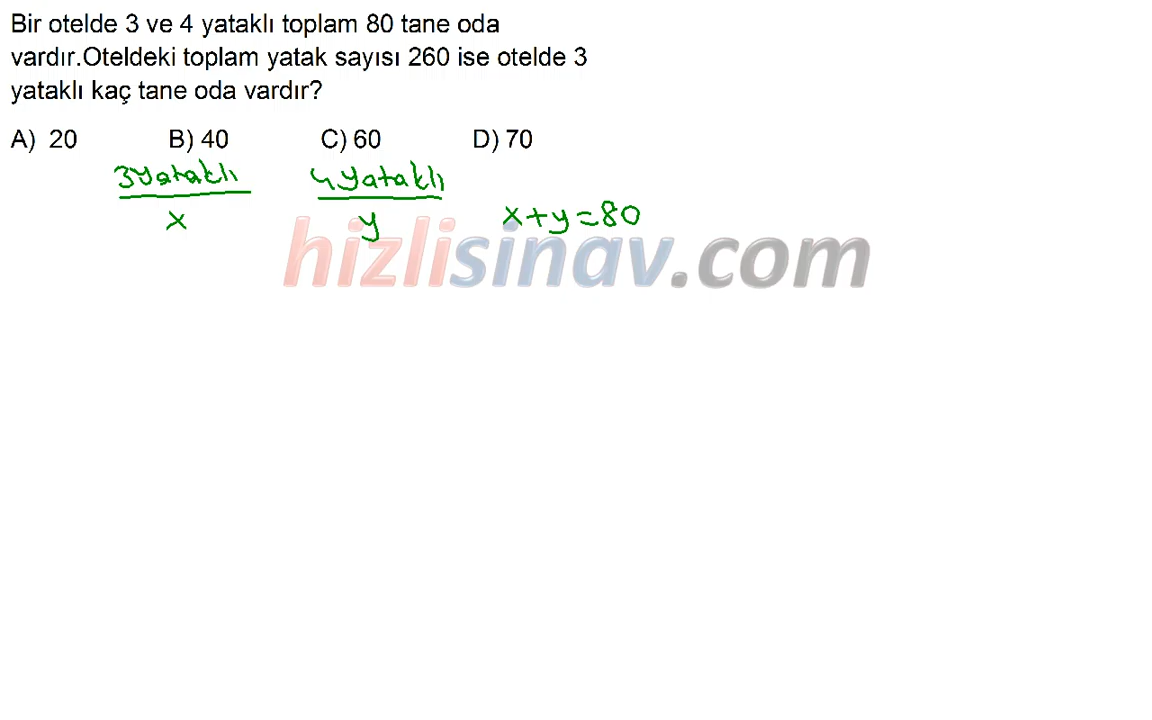 Bir otelde 3 ve 4 yataklı toplam 80 tane oda
vardır.Oteldeki toplam yatak sayısı 260 ise otelde 3
yataklı kaç tane oda vardır?
A) 20 B) 40 C) 60 D) 70
3yataklı 4yataklı
x y x+y=80
hizlisinav.com